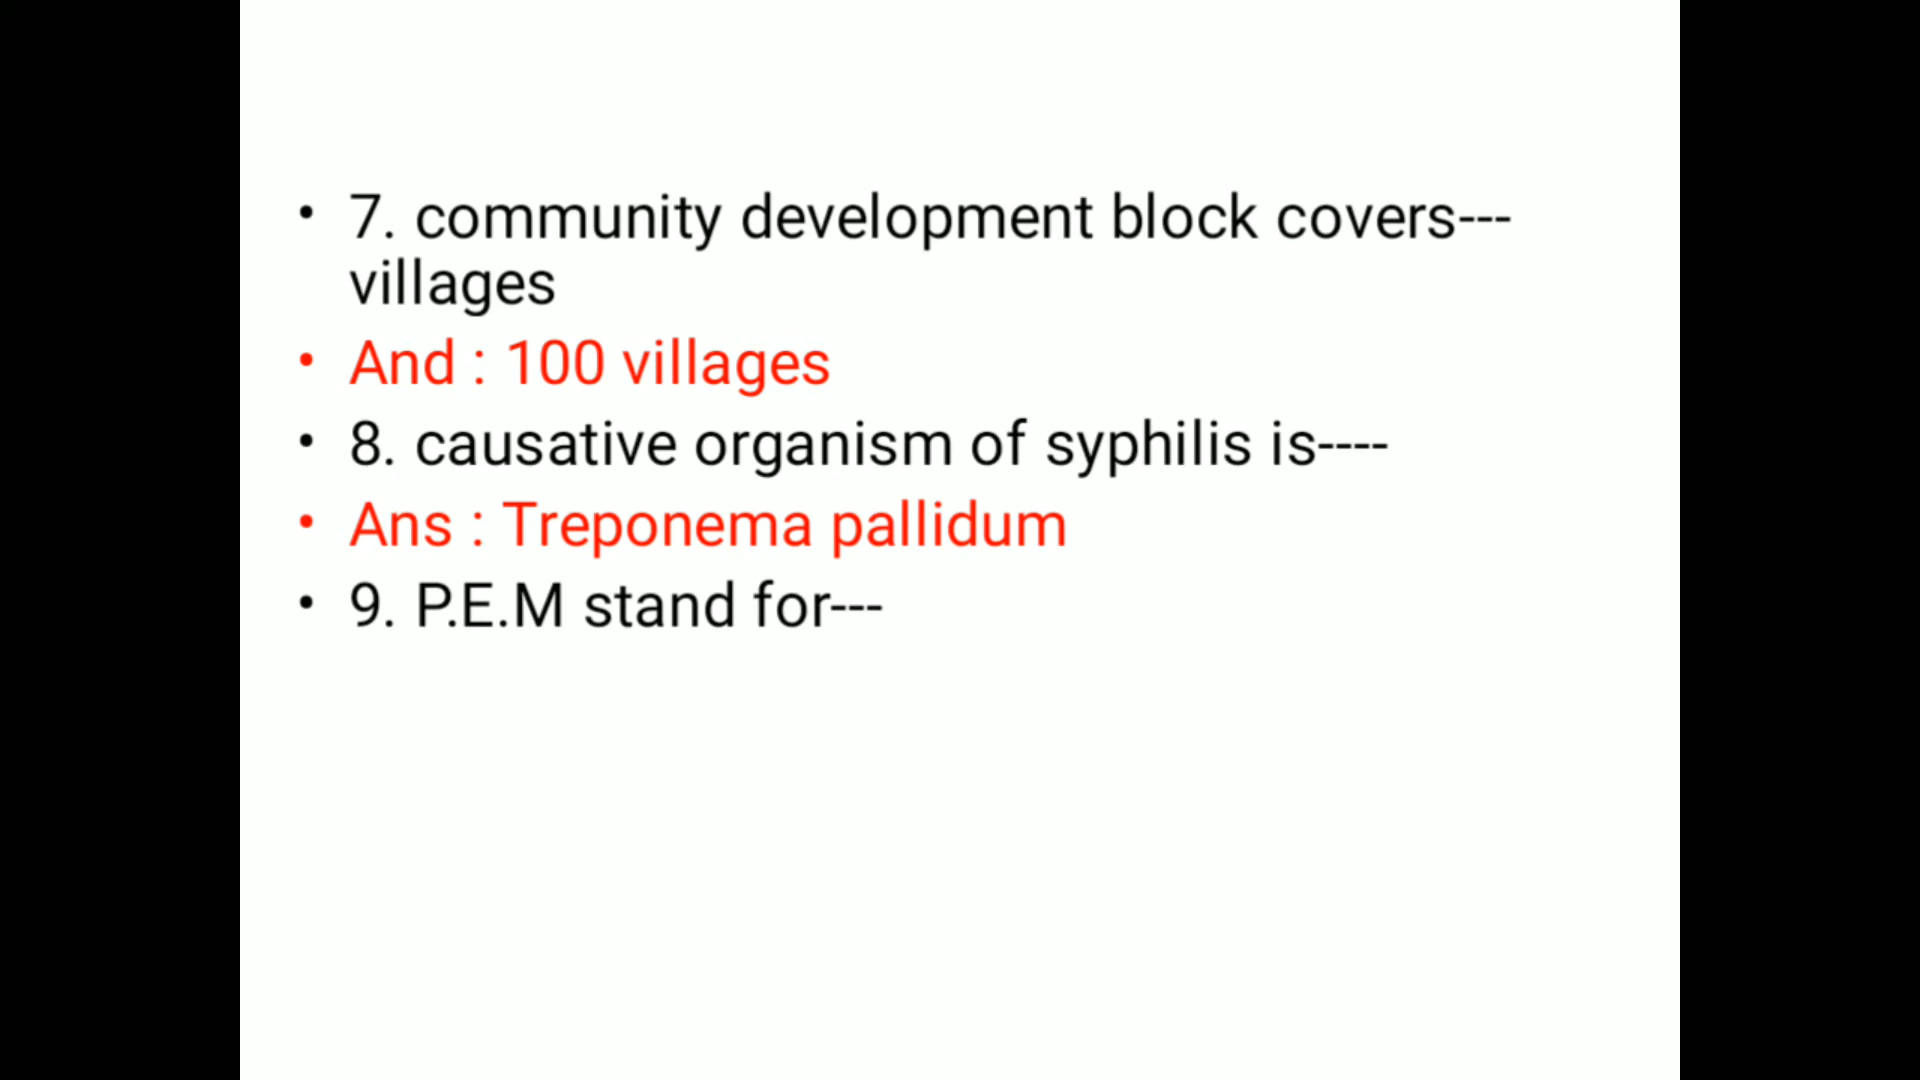 • 7. community development block covers---
villages
• And : 100 villages
• 8. causative organism of syphilis is----
• Ans : Treponema pallidum
• 9. P.E.M stand for---